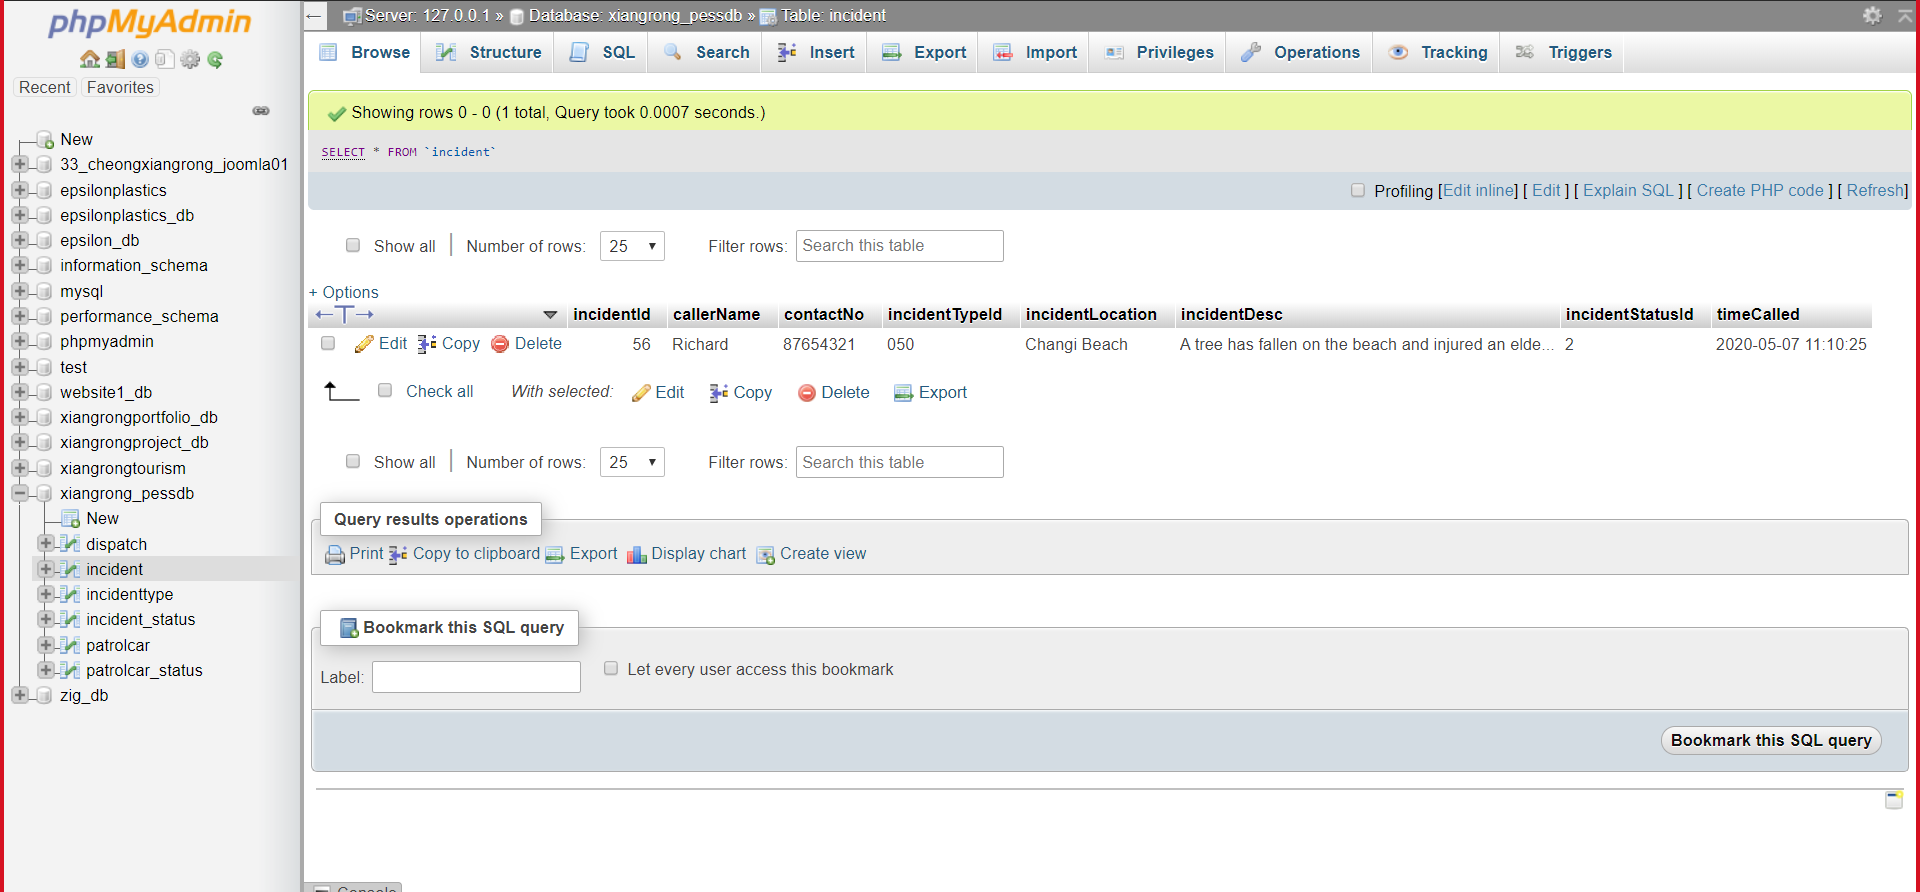 phpMyAdmin
Recent Favorites
New
33_cheongxiangrong_joomla01
epsilonplastics
epsilonplastics_db
epsilon_db
information_schema
mysql
performance_schema
phpmyadmin
test
website1_db
xiangrongportfolio_db
xiangrongproject_db
xiangrongtourism
xiangrong_pessdb
New
dispatch
incident
incidenttype
incident_status
patrolcar
patrolcar_status
zig_db
Server: 127.0.0.1 » Database: xiangrong_pessdb » Table: incident
Browse Structure SQL Search Insert Export Import Privileges Operations Tracking Triggers
Showing rows 0 - 0 (1 total, Query took 0.0007 seconds.)
SELECT * FROM `incident`
Profiling [Edit inline] [ Edit ] [ Explain SQL ] [ Create PHP code ] [ Refresh]
Show all Number of rows: 25 Filter rows: Search this table
+ Options
incidentId callerName contactNo incidentTypeId incidentLocation incidentDesc incidentStatusId timeCalled
Edit Copy Delete 56 Richard 87654321 050 Changi Beach A tree has fallen on the beach and injured an elde... 2 2020-05-07 11:10:25
Check all With selected: Edit Copy Delete Export
Show all Number of rows: 25 Filter rows: Search this table
Query results operations
Print Copy to clipboard Export Display chart Create view
Bookmark this SQL query
Label: Let every user access this bookmark
Bookmark this SQL query
Console